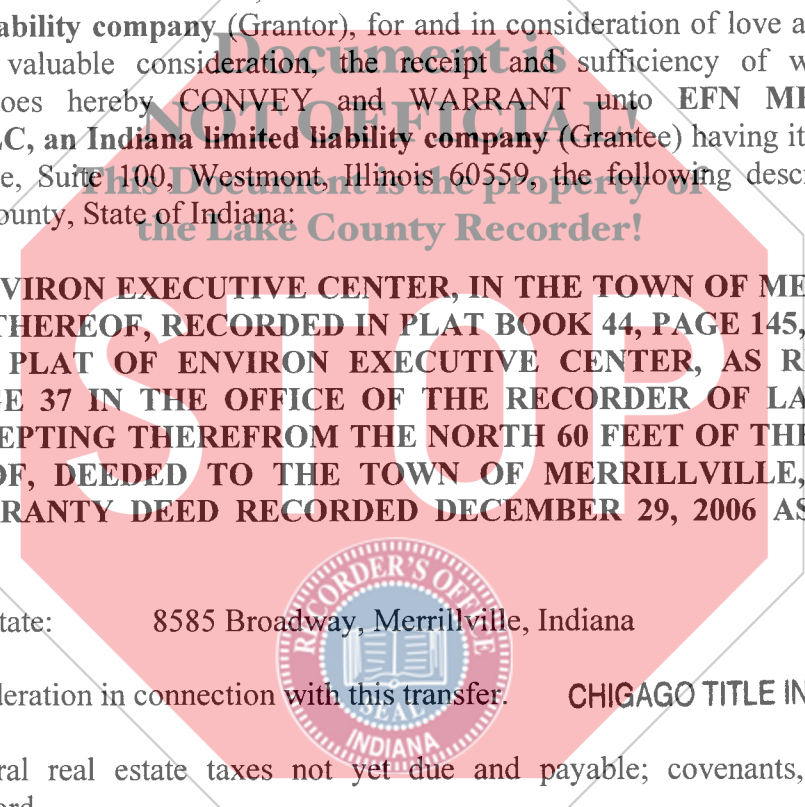 ability company (Grantor), for and in consideration of love a
Document is
valuable consideration, the receipt and sufficiency of w
oes hereby CONVEY and WARRANT unto EFN ME
NOT OFFICIAL!
C, an Indiana limited liability company (Grantee) having it
e, Suite 100, Westmont, Illinois 60559, the following descr
This Document is the property of
ounty, State of Indiana:
the Lake County Recorder!
VIRON EXECUTIVE CENTER, IN THE TOWN OF ME
THEREOF, RECORDED IN PLAT BOOK 44, PAGE 145,
PLAT OF ENVIRON EXECUTIVE CENTER, AS R
E 37 IN THE OFFICE OF THE RECORDER OF LA
EPTING THEREFROM THE NORTH 60 FEET OF THE
STOP
OF, DEEDED TO THE TOWN OF MERRILLVILLE,
RANTY DEED RECORDED DECEMBER 29, 2006 AS
RECORDER'S OFFICE
tate: 8585 Broadway, Merrillville, Indiana
deration in connection with this transfer. CHIGAGO TITLE IN
SEAL
INDIANA
ral real estate taxes not yet due and payable; covenants,
ord